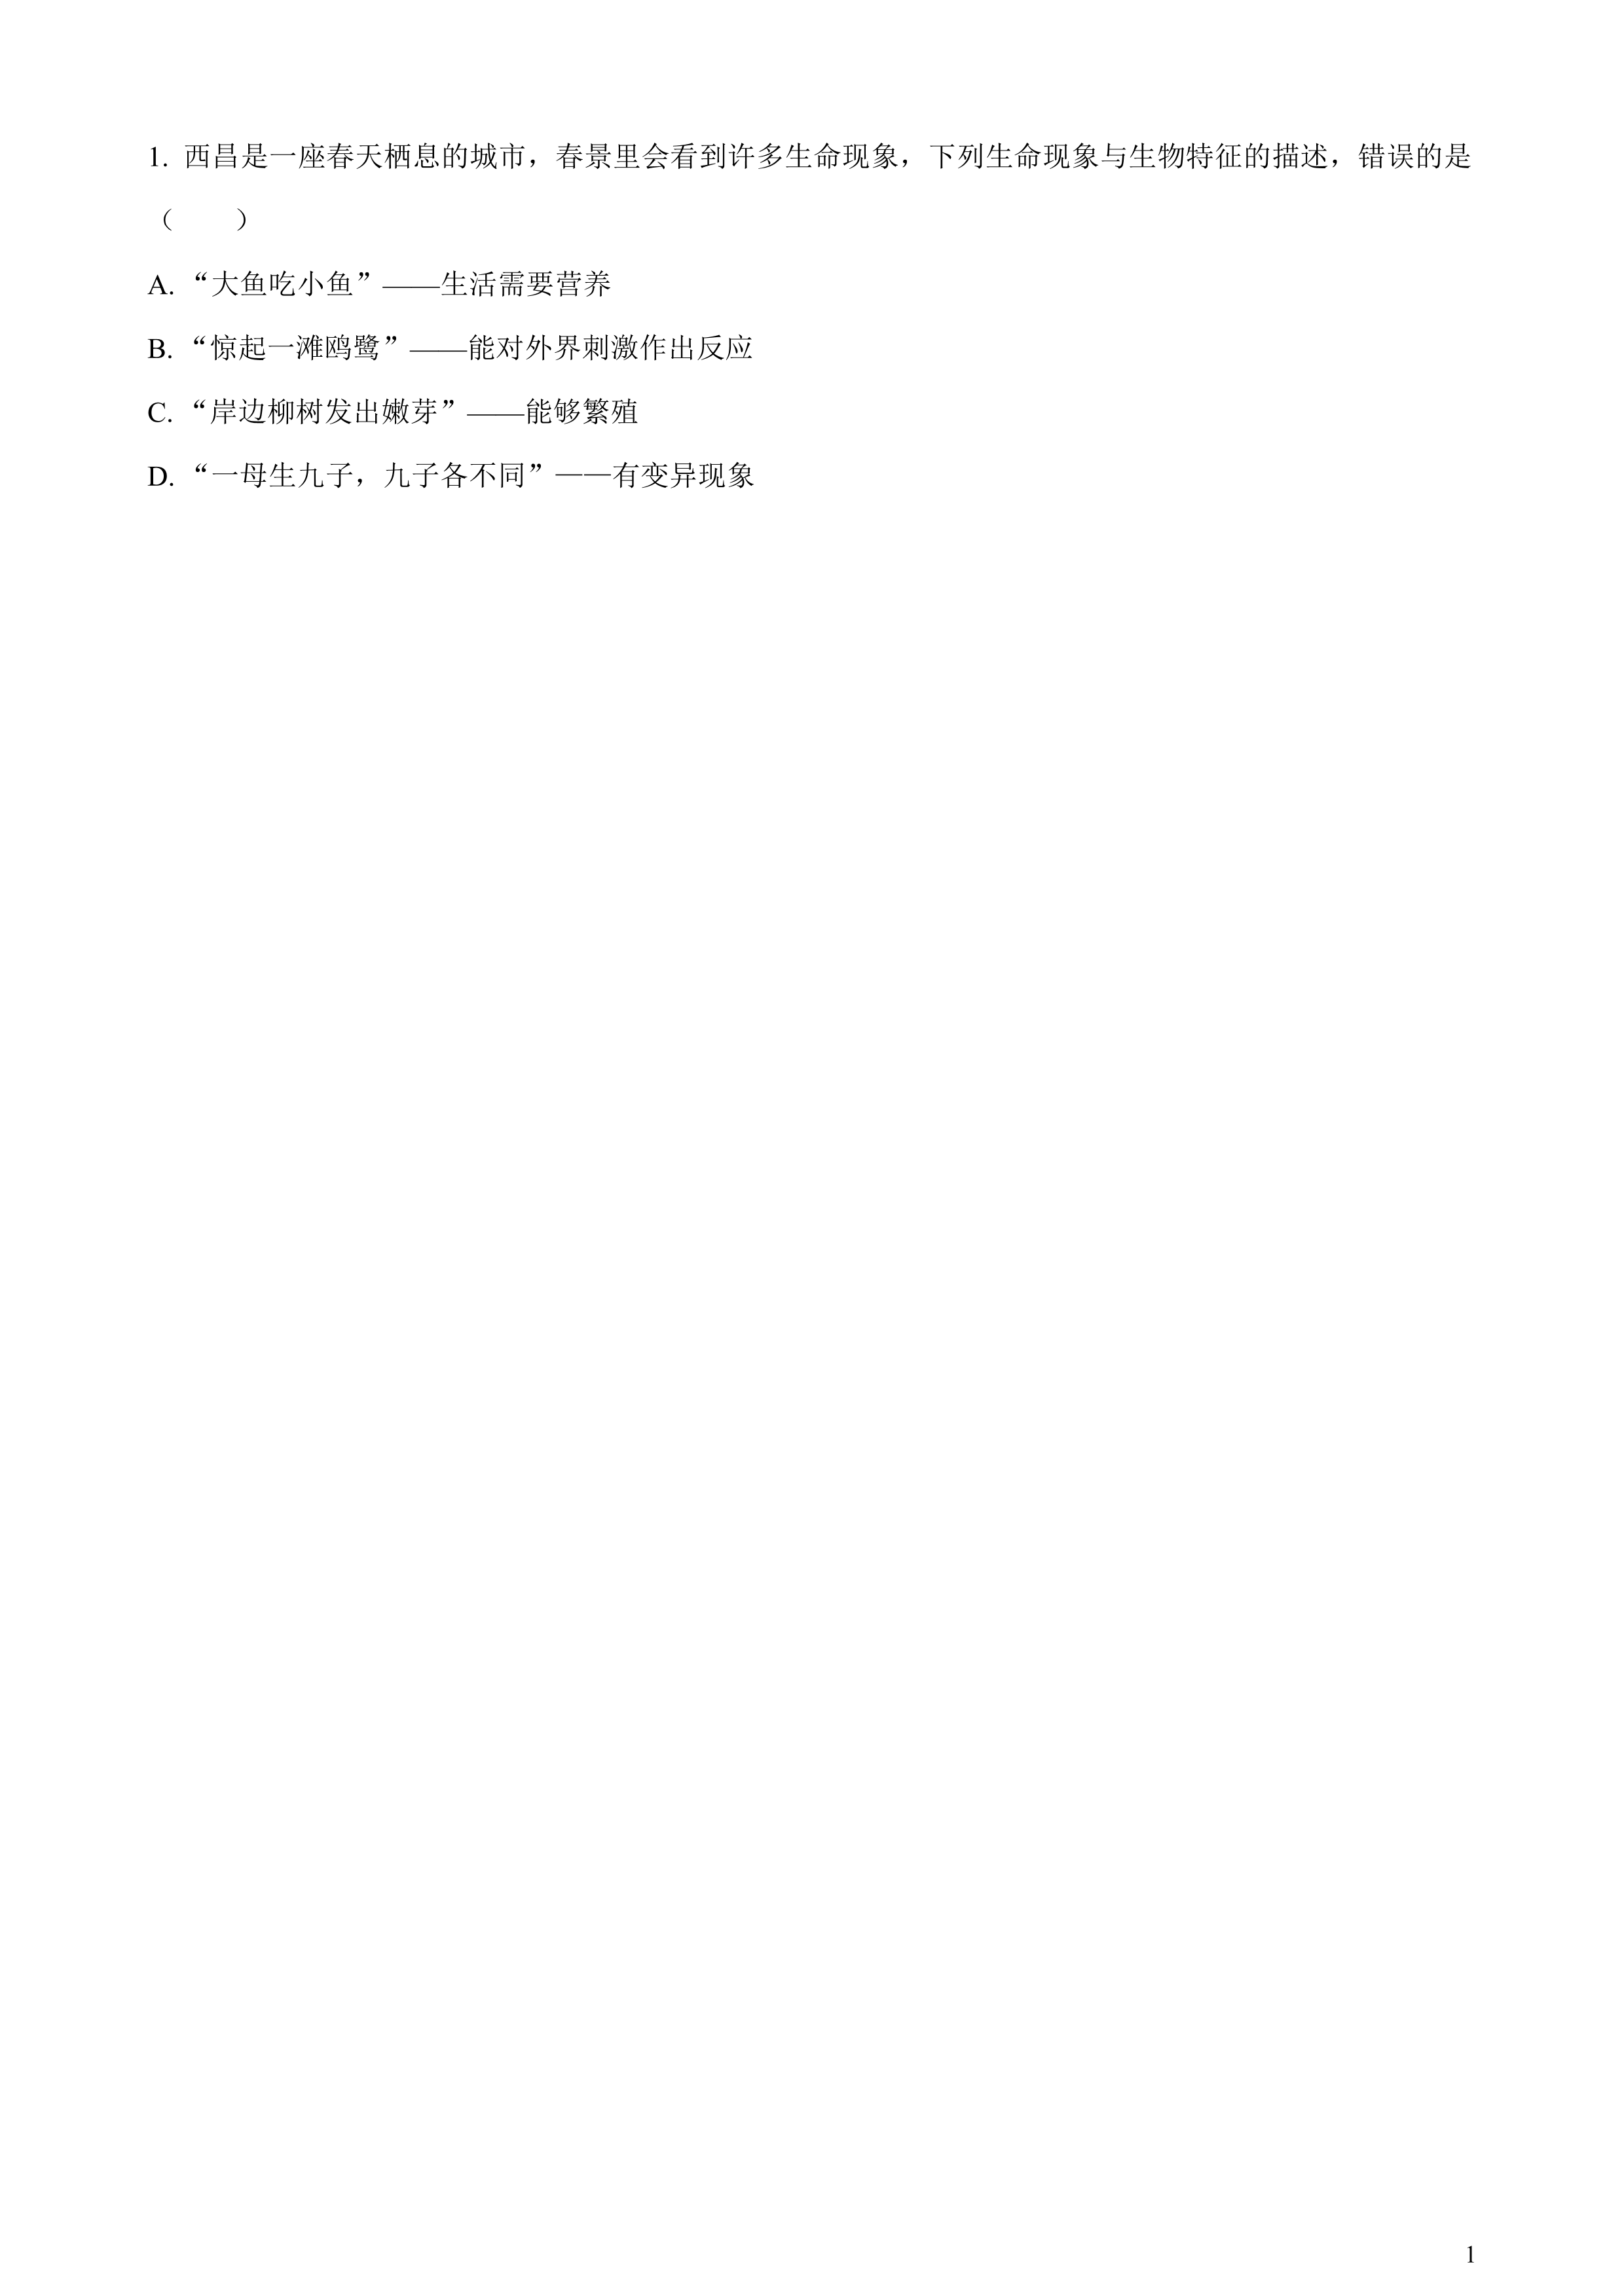 1. 西昌是一座春天栖息的城市，春景里会看到许多生命现象，下列生命现象与生物特征的描述，错误的是
（　　）
A. “大鱼吃小鱼”——生活需要营养
B. “惊起一滩鸥鹭”——能对外界刺激作出反应
C. “岸边柳树发出嫩芽”——能够繁殖
D. “一母生九子，九子各不同”——有变异现象
1